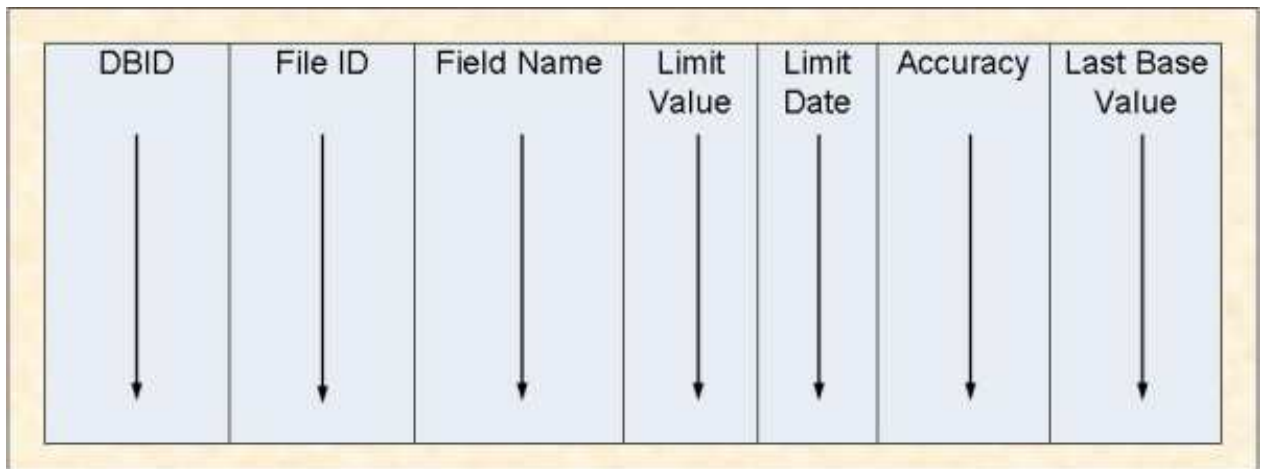 DBID
File ID
Field Name
Limit
Value
Limit
Date
Accuracy
Last Base
Value